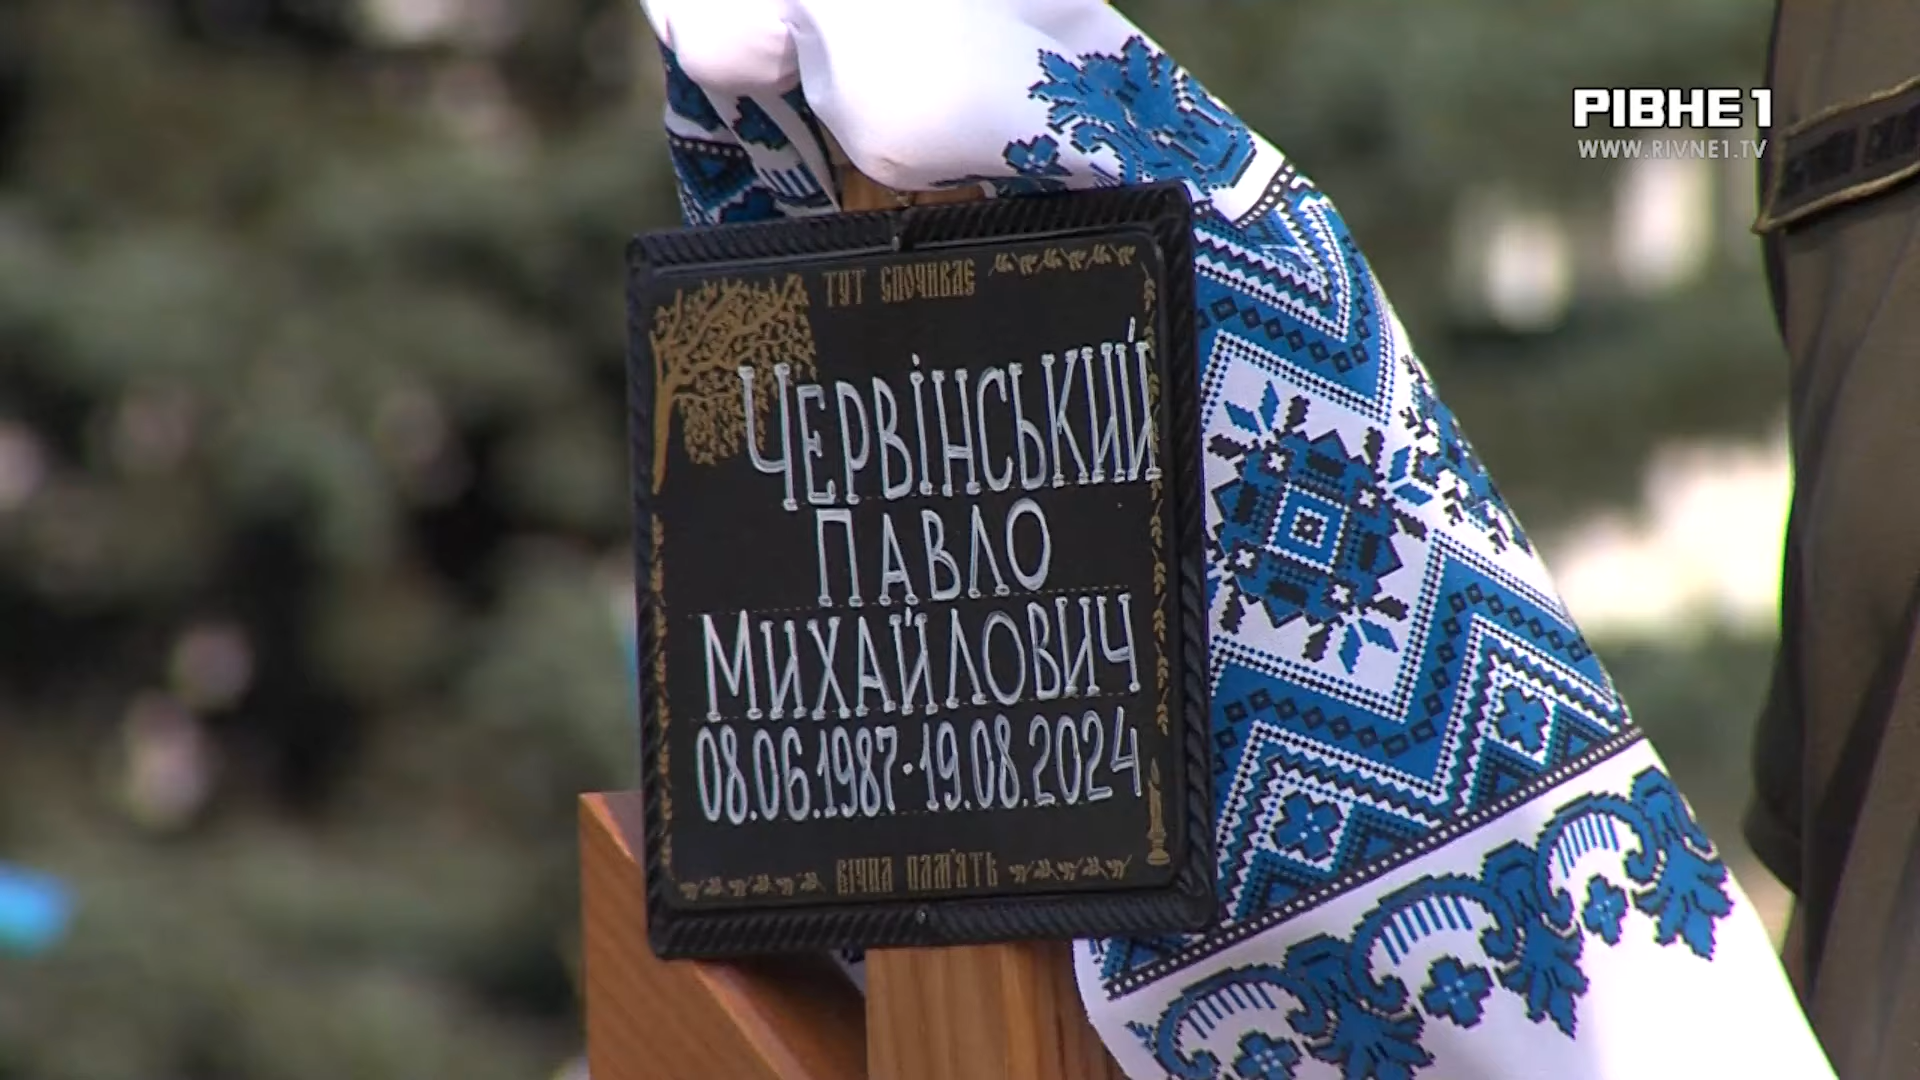 РІВНЕ 1
WWW.RIVNE1.TV
ТУТ СПОЧИВАЄ
ЧЕРВІНСЬКИЙ
ПАВЛО
МИХАЙЛОВИЧ
08.06.1987-19.08.2024
ВІЧНА ПАМ'ЯТЬ